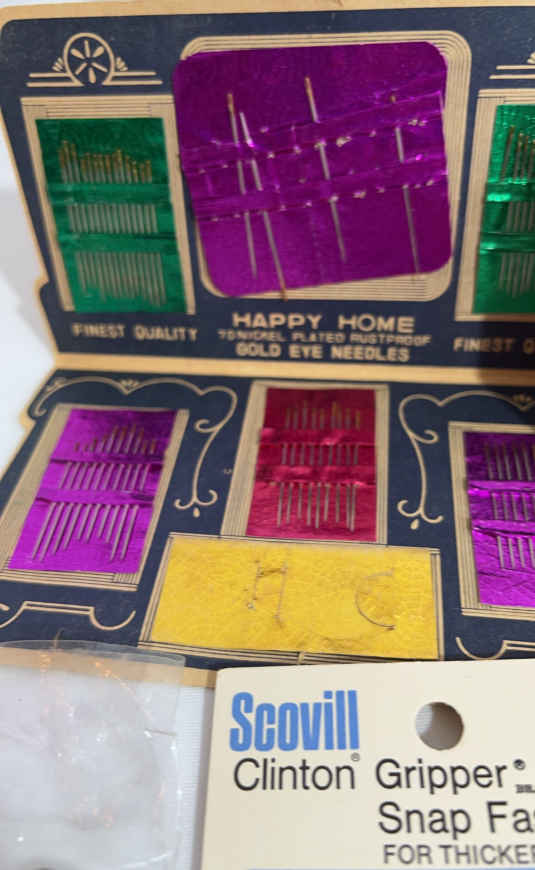 FINEST QUALITY
HAPPY HOME
70 NICKEL PLATED RUSTPROOF
GOLD EYE NEEDLES
FINEST Q
Scovill
Clinton® Gripper®
Snap Fas
FOR THICKER